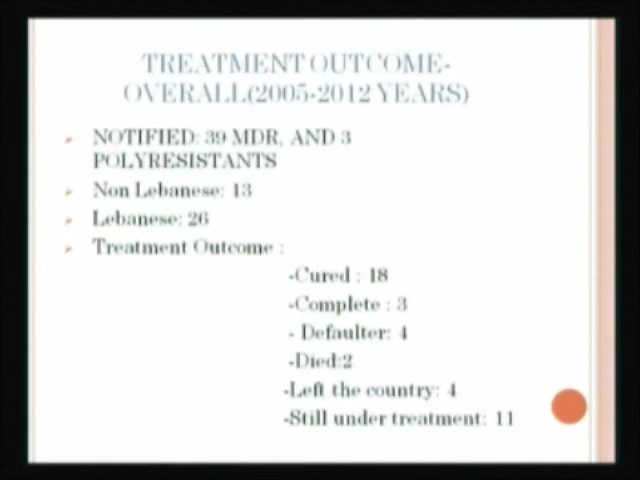 TREATMENT OUTCOME-
OVERALL(2005-2012 YEARS)
NOTIFIED: 39 MDR, AND 3
POLYRESISTANTS
Non Lebanese: 13
Lebanese: 26
Treatment Outcome :
-Cured : 18
-Complete : 3
- Defaulter: 4
-Died:2
-Left the country: 4
-Still under treatment: 11